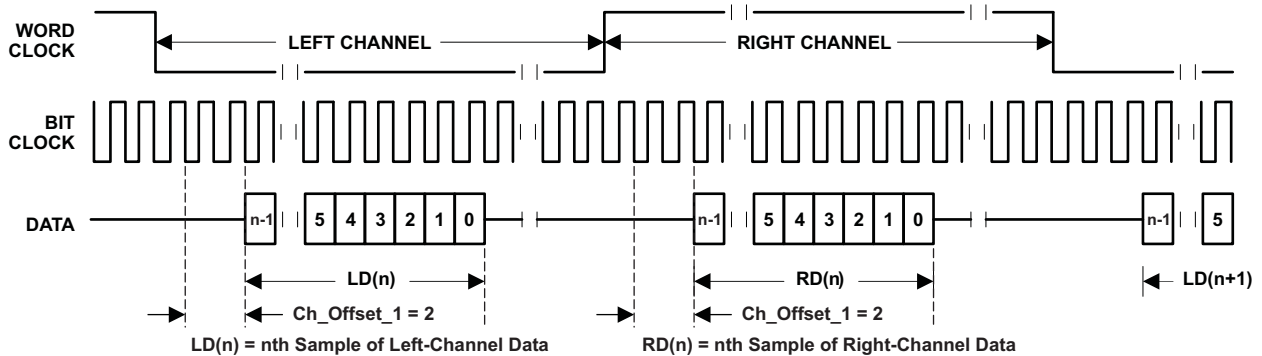 WORD
CLOCK
LEFT CHANNEL
RIGHT CHANNEL
BIT
CLOCK
DATA
n-1 5 4 3 2 1 0 n-1 5 4 3 2 1 0 n-1 5
LD(n)
RD(n)
LD(n+1)
Ch_Offset_1 = 2
Ch_Offset_1 = 2
LD(n) = nth Sample of Left-Channel Data
RD(n) = nth Sample of Right-Channel Data